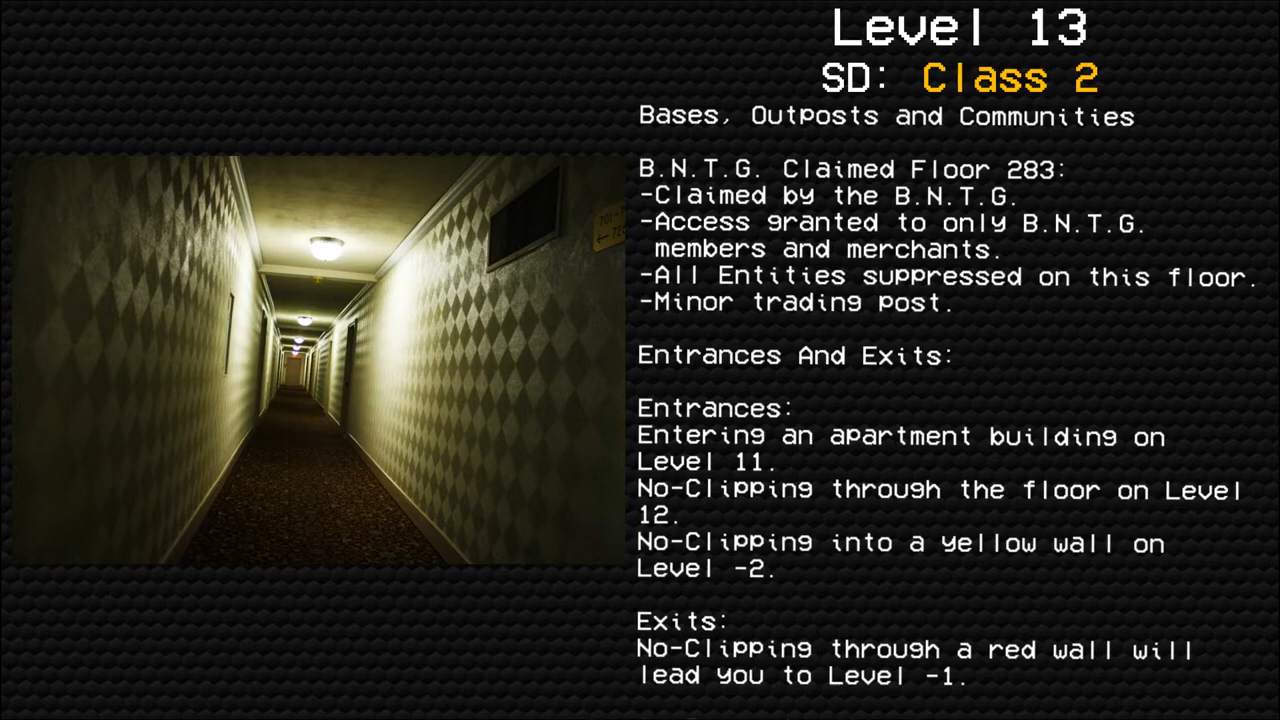 Level 13
SD: Class 2
Bases, Outposts and Communities
B.N.T.G. Claimed Floor 283:
-Claimed by the B.N.T.G.
-Access granted to only B.N.T.G.
members and merchants.
-All Entities suppressed on this floor.
-Minor trading post.
Entrances And Exits:
Entrances:
Entering an apartment building on
Level 11.
No-Clipping through the floor on Level
12.
No-Clipping into a yellow wall on
Level -2.
Exits:
No-Clipping through a red wall will
lead you to Level -1.